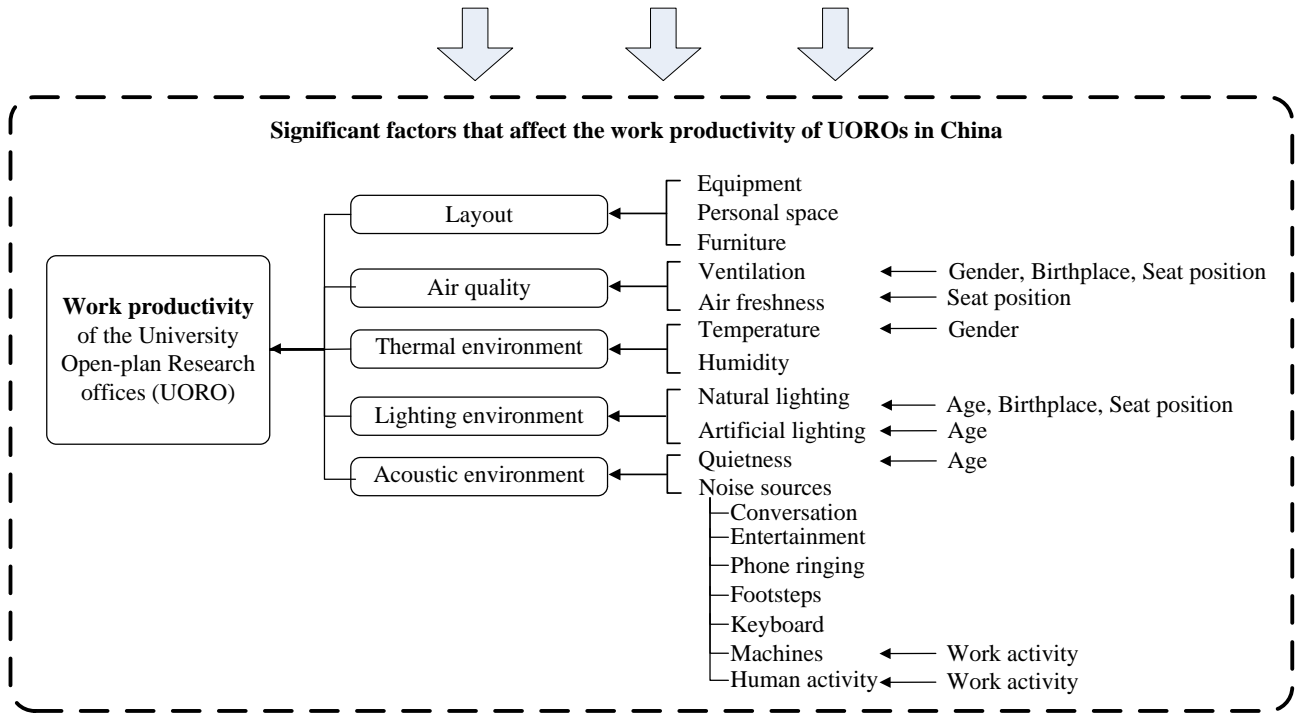 Significant factors that affect the work productivity of UOROs in China
Work productivity
of the University
Open-plan Research
offices (UORO)
Layout
Air quality
Thermal environment
Lighting environment
Acoustic environment
Equipment
Personal space
Furniture
Ventilation
Air freshness
Temperature
Humidity
Natural lighting
Artificial lighting
Quietness
Noise sources
Conversation
Entertainment
Phone ringing
Footsteps
Keyboard
Machines
Human activity
Gender, Birthplace, Seat position
Seat position
Gender
Age, Birthplace, Seat position
Age
Age
Work activity
Work activity